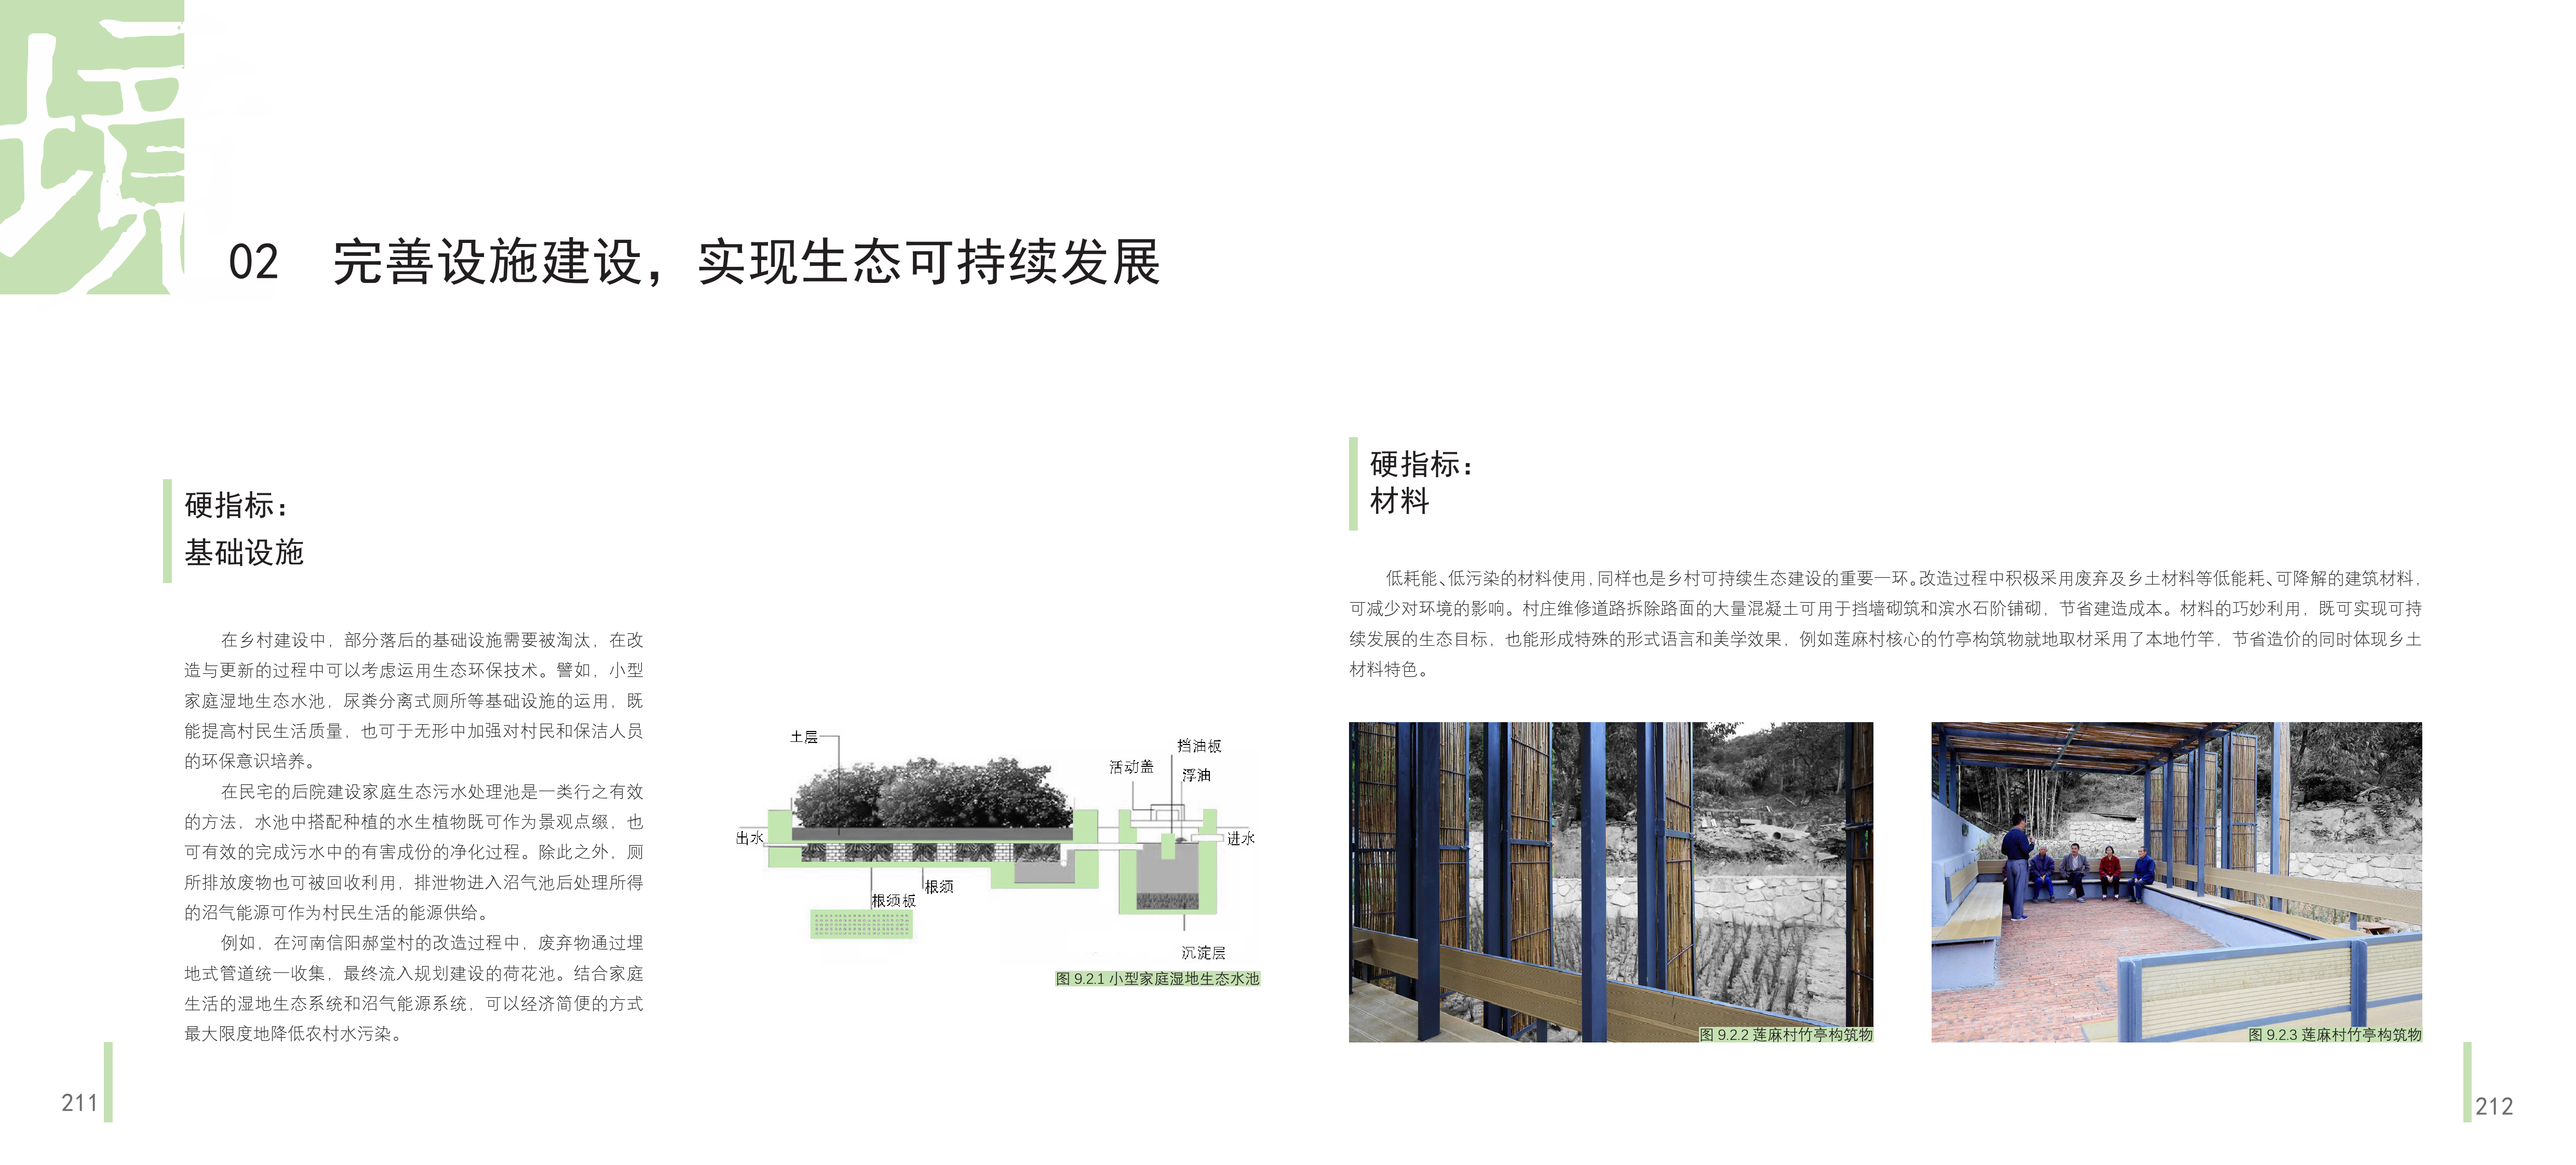 境
02 完善设施建设，实现生态可持续发展
硬指标：
基础设施
在乡村建设中，部分落后的基础设施需要被淘汰，在改
造与更新的过程中可以考虑运用生态环保技术。譬如，小型
家庭湿地生态水池，尿粪分离式厕所等基础设施的运用，既
能提高村民生活质量，也可于无形中加强对村民和保洁人员
的环保意识培养。
在民宅的后院建设家庭生态污水处理池是一类行之有效
的方法，水池中搭配种植的水生植物既可作为景观点缀，也
可有效的完成污水中的有害成份的净化过程。除此之外，厕
所排放废物也可被回收利用，排泄物进入沼气池后处理所得
的沼气能源可作为村民生活的能源供给。
例如，在河南信阳郝堂村的改造过程中，废弃物通过埋
地式管道统一收集，最终流入规划建设的荷花池。结合家庭
生活的湿地生态系统和沼气能源系统，可以经济简便的方式
最大限度地降低农村水污染。
土层
挡油板
活动盖
浮油
出水
进水
根须
根须板
沉淀层
图 9.2.1 小型家庭湿地生态水池
211
硬指标：
材料
低耗能、低污染的材料使用，同样也是乡村可持续生态建设的重要一环。改造过程中积极采用废弃及乡土材料等低能耗、可降解的建筑材料，
可减少对环境的影响。村庄维修道路拆除路面的大量混凝土可用于挡墙砌筑和滨水石阶铺砌，节省建造成本。材料的巧妙利用，既可实现可持
续发展的生态目标，也能形成特殊的形式语言和美学效果，例如莲麻村核心的竹亭构筑物就地取材采用了本地竹竿，节省造价的同时体现乡土
材料特色。
图 9.2.2 莲麻村竹亭构筑物
图 9.2.3 莲麻村竹亭构筑物
212